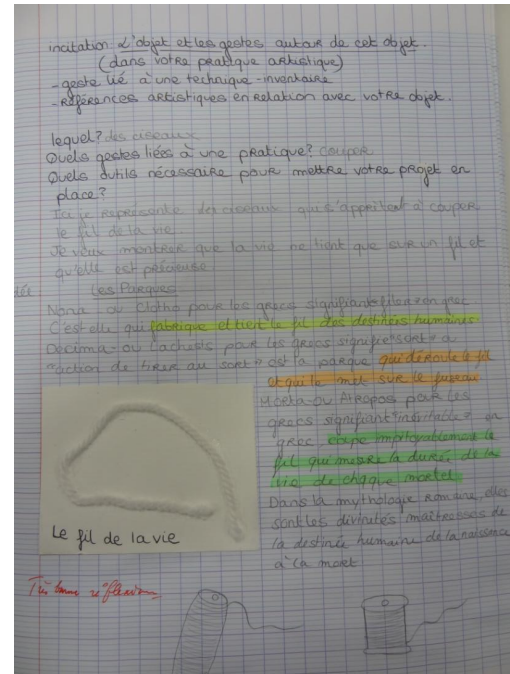 incitation: L'objet et les gestes autour de cet objet.
(dans votre pratique artistique)
- geste lié à une technique - inventaire
- Références artistiques en relation avec votre objet.
lequel? des ciseaux
Quels gestes liées à une pratique? couper
Quels outils nécessaire pour mettre votre projet en
place?
Ici je représente des ciseaux qui s'apprêtent à couper
le fil de la vie
Je veux montrer que la vie ne tient que sur un fil et
qu'elle est précieuse
Les Parques
Nona ou Clotho pour les grecs signifiant «filer» en grec
C'est elle qui fabrique et tient le fil des destinées humaines
Decima ou Lachésis pour les grecs signifie «sort» ou
"action de tirer au sort» est la parque qui déroule le fil
et qui le met sur le fuseau
Morta ou Atropos pour les
grecs signifiant "inévitable" en
grec coupe impitoyablement le
fil qui mesure la durée de la
vie de chaque mortel
Dans la mythologie Romaine, elles
sont les divinités maîtresses de
la destinée humaine de la naissance
à la mort
Le fil de la vie
Très bonne réflexion